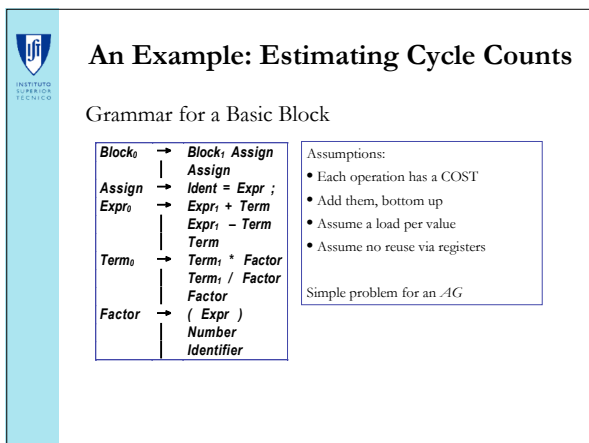 INSTITUTO
SUPERIOR
TECNICO
An Example: Estimating Cycle Counts
Grammar for a Basic Block
Block₀ → Block₁ Assign
| Assign
Assign → Ident = Expr ;
Expr₀ → Expr₁ + Term
| Expr₁ – Term
| Term
Term₀ → Term₁ * Factor
| Term₁ / Factor
| Factor
Factor → ( Expr )
| Number
| Identifier
Assumptions:
• Each operation has a COST
• Add them, bottom up
• Assume a load per value
• Assume no reuse via registers
Simple problem for an AG